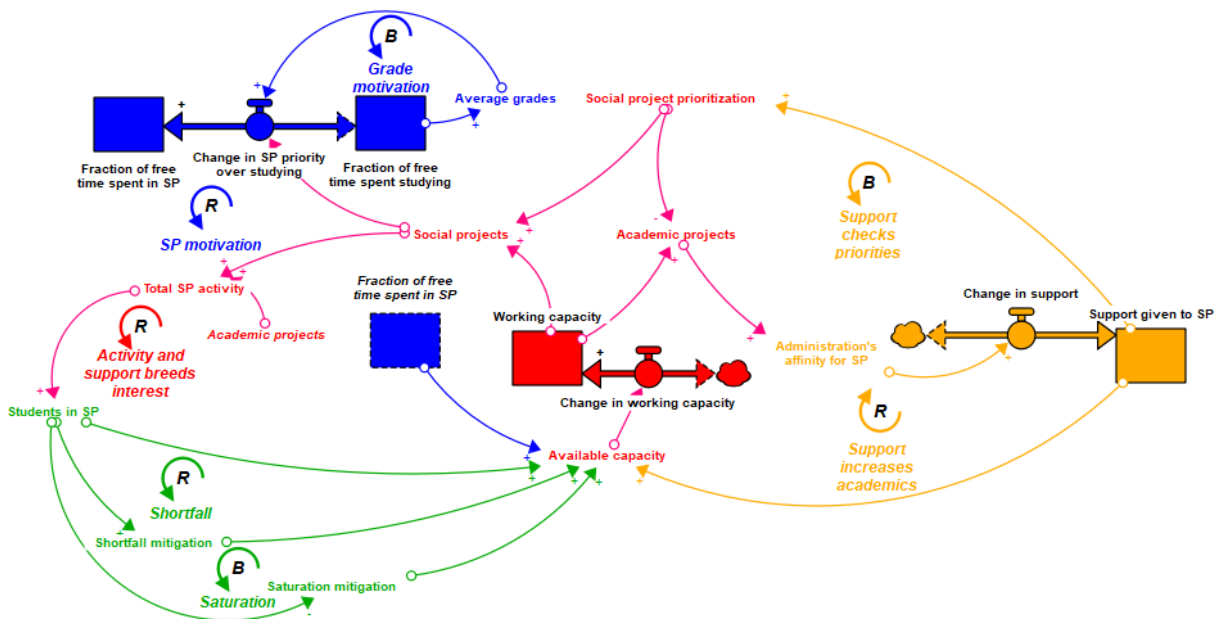 B
Grade
motivation
+
+
+
Average grades
Fraction of free
time spent in SP
Change in SP priority
over studying
Fraction of free
time spent studying
R
SP motivation
Social project prioritization
+
B
Support
checks
priorities
Social projects
+
+
-
Academic projects
+
+
+
Total SP activity
Academic projects
R
Activity and
support breeds
interest
Fraction of free
time spent in SP
Working capacity
+
Change in working capacity
Change in support
Support given to SP
+
Administration's
affinity for SP
+
R
Support
increases
academics
+
Students in SP
Available capacity
+
+
+
+
+
R
Shortfall
+
Shortfall mitigation
B
Saturation
Saturation mitigation
-